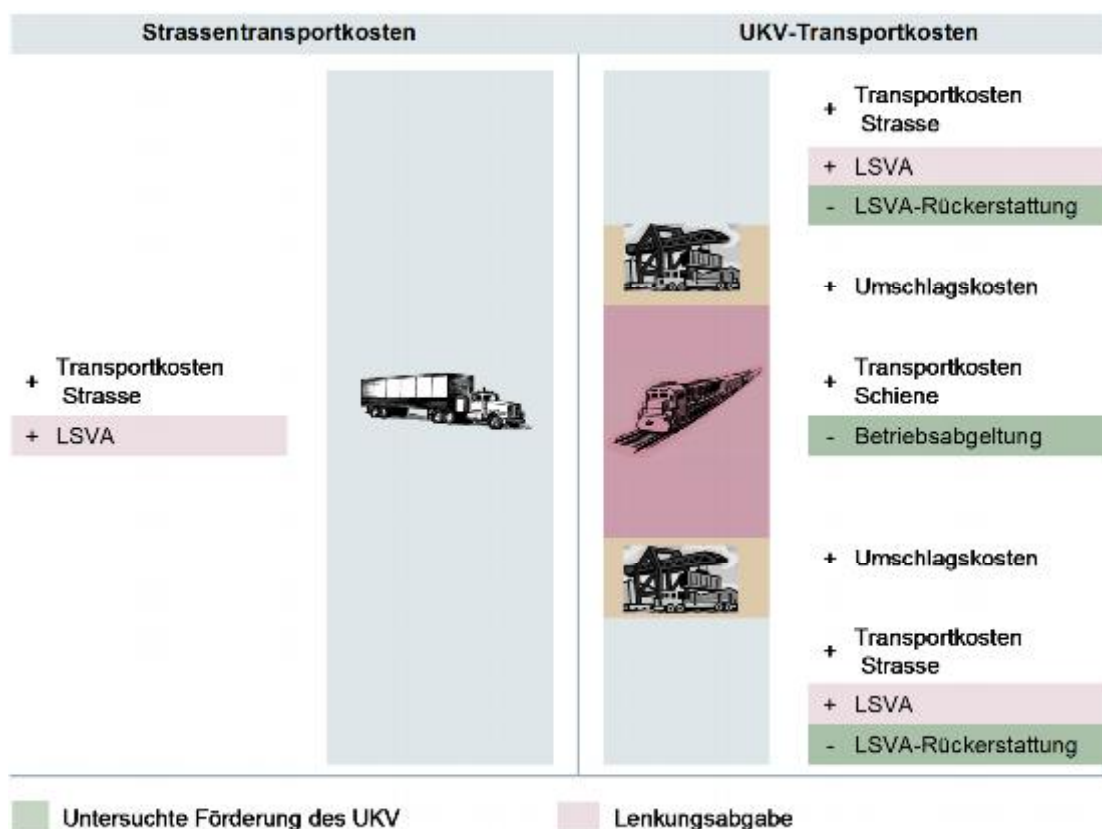 Strassentransportkosten
UKV-Transportkosten
+ Transportkosten
Strasse
+ LSVA
+ Transportkosten
Strasse
+ LSVA
- LSVA-Rückerstattung
+ Umschlagskosten
+ Transportkosten
Schiene
- Betriebsabgeltung
+ Umschlagskosten
+ Transportkosten
Strasse
+ LSVA
- LSVA-Rückerstattung
Untersuchte Förderung des UKV
Lenkungsabgabe